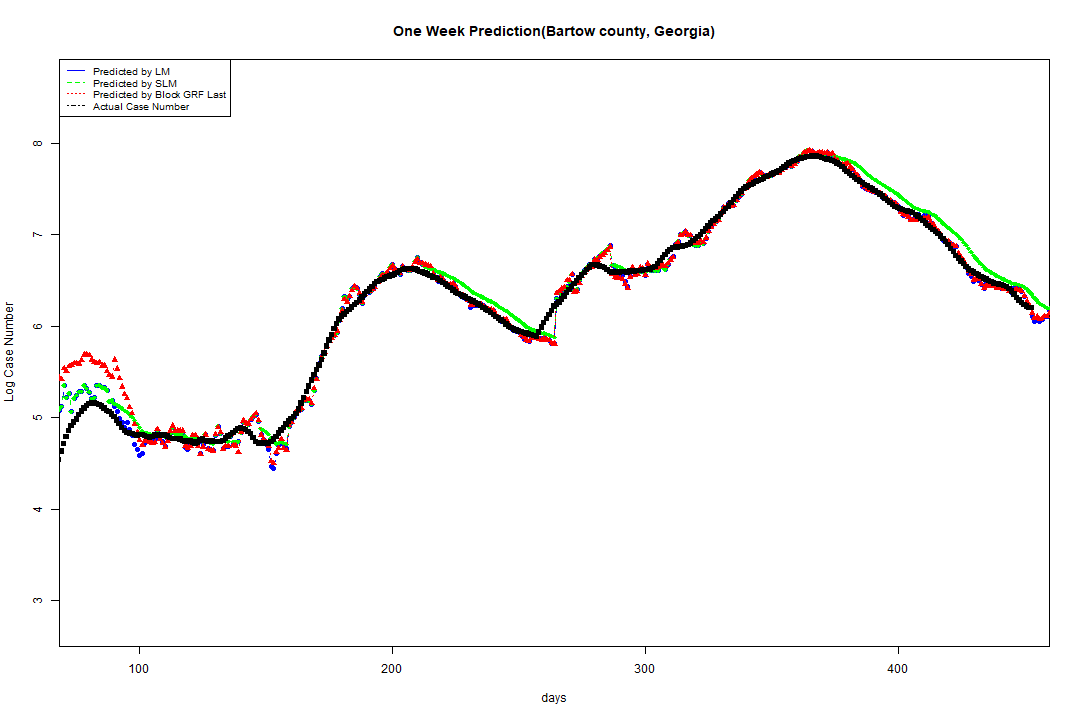 One Week Prediction(Bartow county, Georgia)
Predicted by LM
Predicted by SLM
Predicted by Block GRF Last
Actual Case Number
8
7
6
5
4
3
Log Case Number
100 200 300 400
days